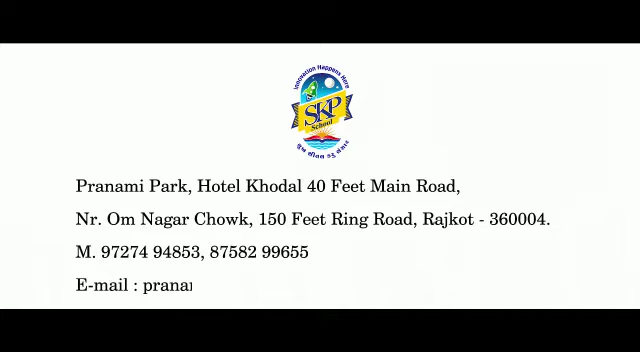 Innovation Happens Here
SKP
School
Pranami Park, Hotel Khodal 40 Feet Main Road,
Nr. Om Nagar Chowk, 150 Feet Ring Road, Rajkot - 360004.
M. 97274 94853, 87582 99655
E-mail :